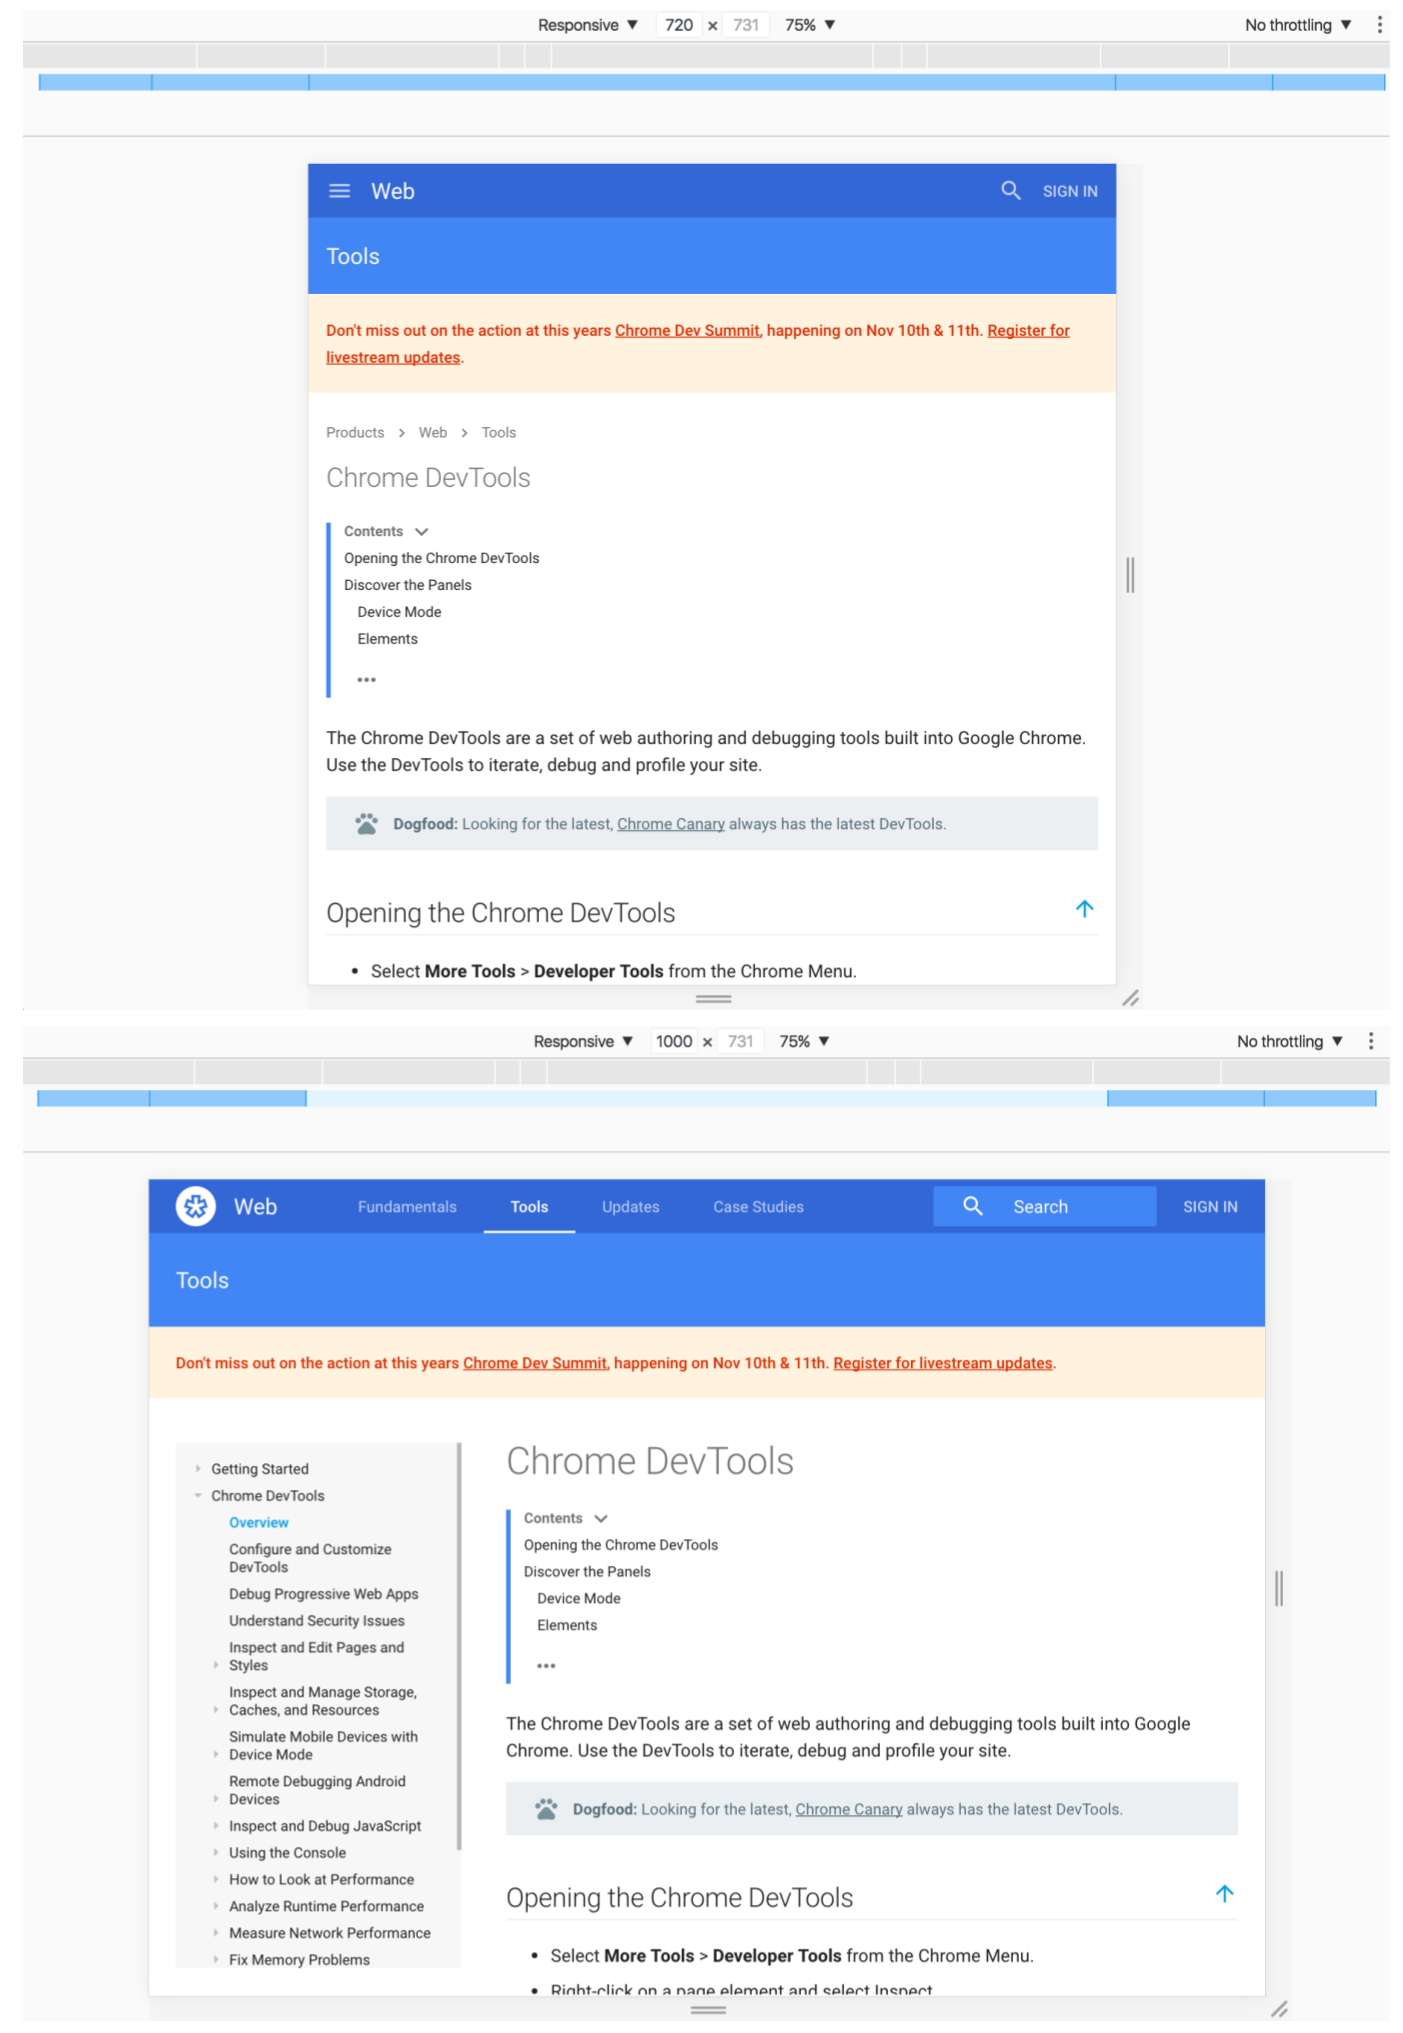 Responsive ▼ 720 × 731 75% ▼ No throttling ▼
Web SIGN IN
Tools
Don't miss out on the action at this years Chrome Dev Summit, happening on Nov 10th & 11th. Register for
livestream updates.
Products > Web > Tools
Chrome DevTools
Contents
Opening the Chrome DevTools
Discover the Panels
Device Mode
Elements
•••
The Chrome DevTools are a set of web authoring and debugging tools built into Google Chrome.
Use the DevTools to iterate, debug and profile your site.
Dogfood: Looking for the latest, Chrome Canary always has the latest DevTools.
Opening the Chrome DevTools
• Select More Tools > Developer Tools from the Chrome Menu.
Responsive ▼ 1000 × 731 75% ▼ No throttling ▼
Web Fundamentals Tools Updates Case Studies Search SIGN IN
Tools
Don't miss out on the action at this years Chrome Dev Summit, happening on Nov 10th & 11th. Register for livestream updates.
Getting Started
Chrome DevTools
Overview
Configure and Customize
DevTools
Debug Progressive Web Apps
Understand Security Issues
Inspect and Edit Pages and
Styles
Inspect and Manage Storage,
Caches, and Resources
Simulate Mobile Devices with
Device Mode
Remote Debugging Android
Devices
Inspect and Debug JavaScript
Using the Console
How to Look at Performance
Analyze Runtime Performance
Measure Network Performance
Fix Memory Problems
Chrome DevTools
Contents
Opening the Chrome DevTools
Discover the Panels
Device Mode
Elements
•••
The Chrome DevTools are a set of web authoring and debugging tools built into Google
Chrome. Use the DevTools to iterate, debug and profile your site.
Dogfood: Looking for the latest, Chrome Canary always has the latest DevTools.
Opening the Chrome DevTools
• Select More Tools > Developer Tools from the Chrome Menu.
• Right-click on a page element and select Inspect